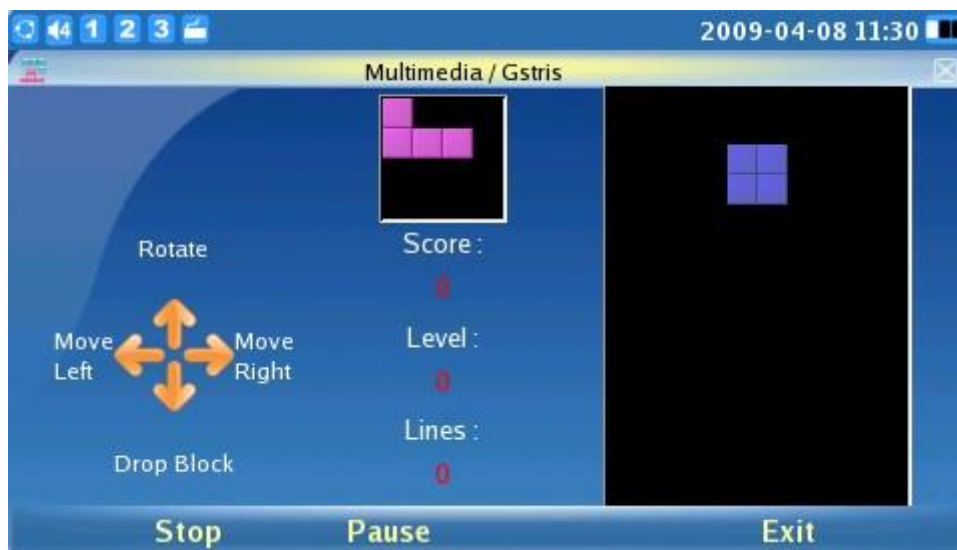 4 1 2 3 2009-04-08 11:30
Multimedia / Gstris
Rotate
Move Left
Move Right
Drop Block
Score :
0
Level :
0
Lines :
0
Stop Pause Exit